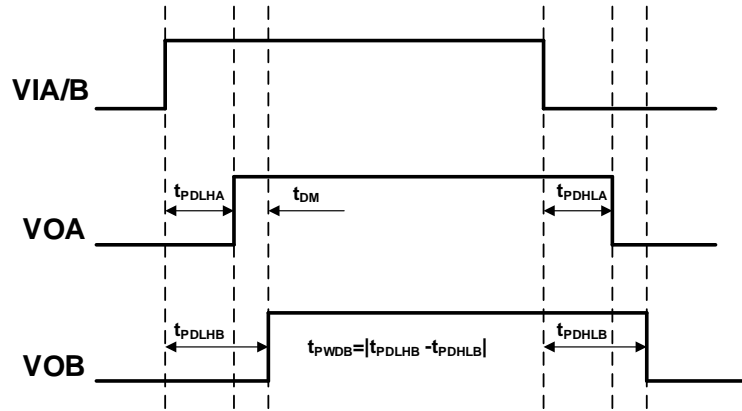 VIA/B
VOA
tPDLHA
tDM
tPDHLA
VOB
tPDLHB
tPWDB=|tPDLHB -tPDHLB|
tPDHLB